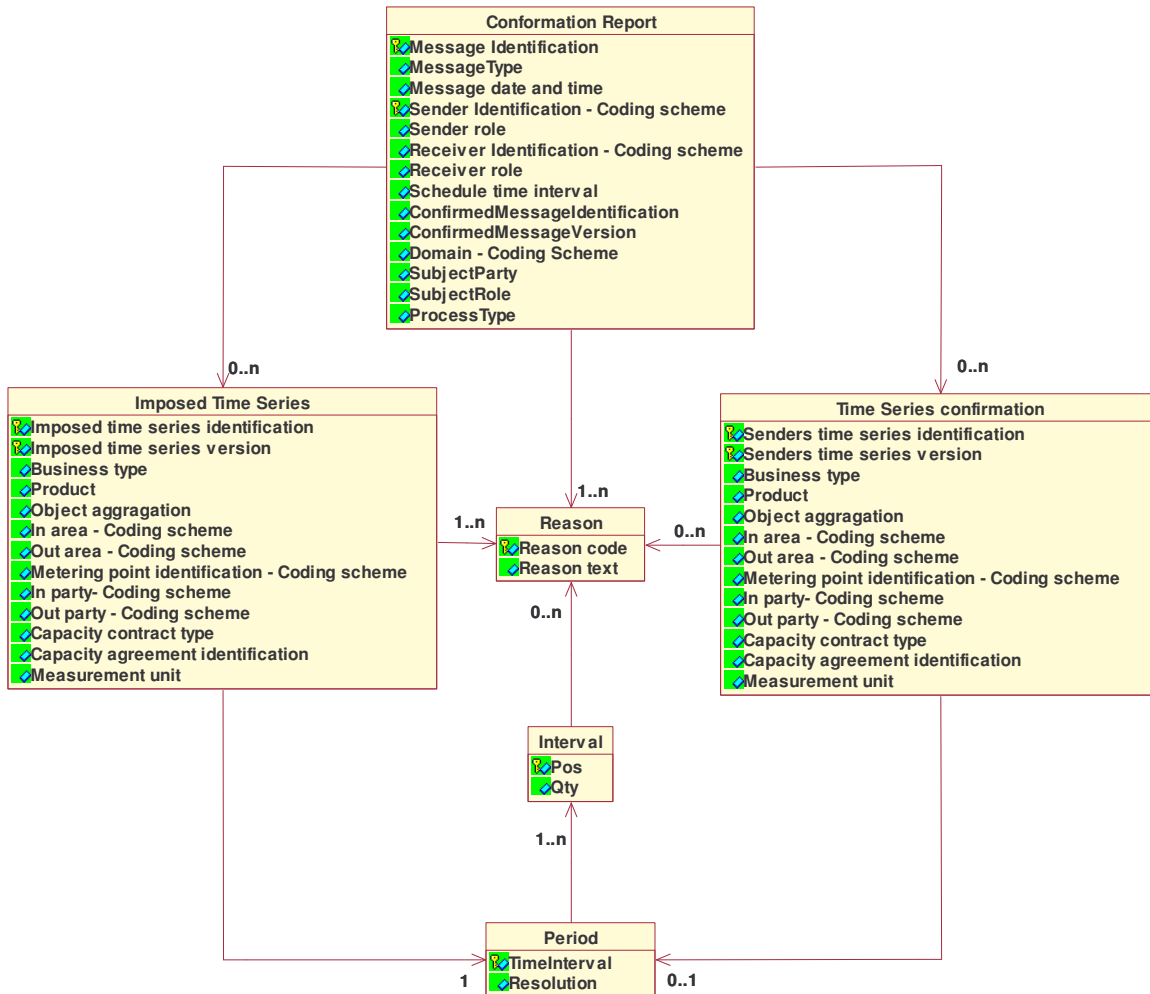 Conformation Report
Message Identification
MessageType
Message date and time
Sender Identification - Coding scheme
Sender role
Receiver Identification - Coding scheme
Receiver role
Schedule time interval
ConfirmedMessageIdentification
ConfirmedMessageVersion
Domain - Coding Scheme
SubjectParty
SubjectRole
ProcessType
0..n
0..n
Imposed Time Series
Imposed time series identification
Imposed time series version
Business type
Product
Object aggragation
In area - Coding scheme
Out area - Coding scheme
Metering point identification - Coding scheme
In party- Coding scheme
Out party - Coding scheme
Capacity contract type
Capacity agreement identification
Measurement unit
Time Series confirmation
Senders time series identification
Senders time series version
Business type
Product
Object aggragation
In area - Coding scheme
Out area - Coding scheme
Metering point identification - Coding scheme
In party- Coding scheme
Out party - Coding scheme
Capacity contract type
Capacity agreement identification
Measurement unit
1..n
1..n
0..n
Reason
Reason code
Reason text
0..n
Interval
Pos
Qty
1..n
Period
TimeInterval
Resolution
1
0..1